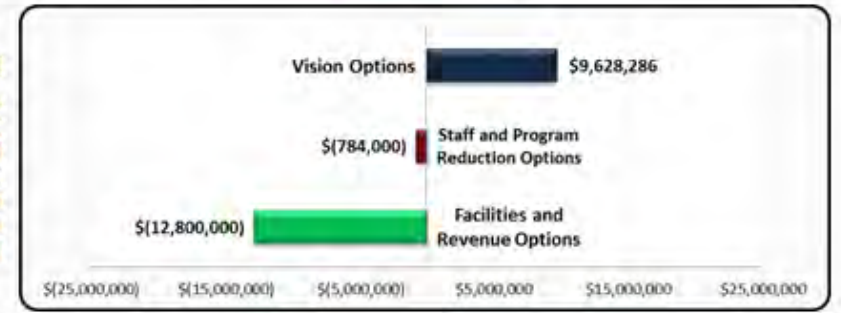 Vision Options $9,628,286
$(784,000) Staff and Program
Reduction Options
$(12,800,000) Facilities and
Revenue Options
$(25,000,000) $(15,000,000) $(5,000,000) $5,000,000 $15,000,000 $25,000,000